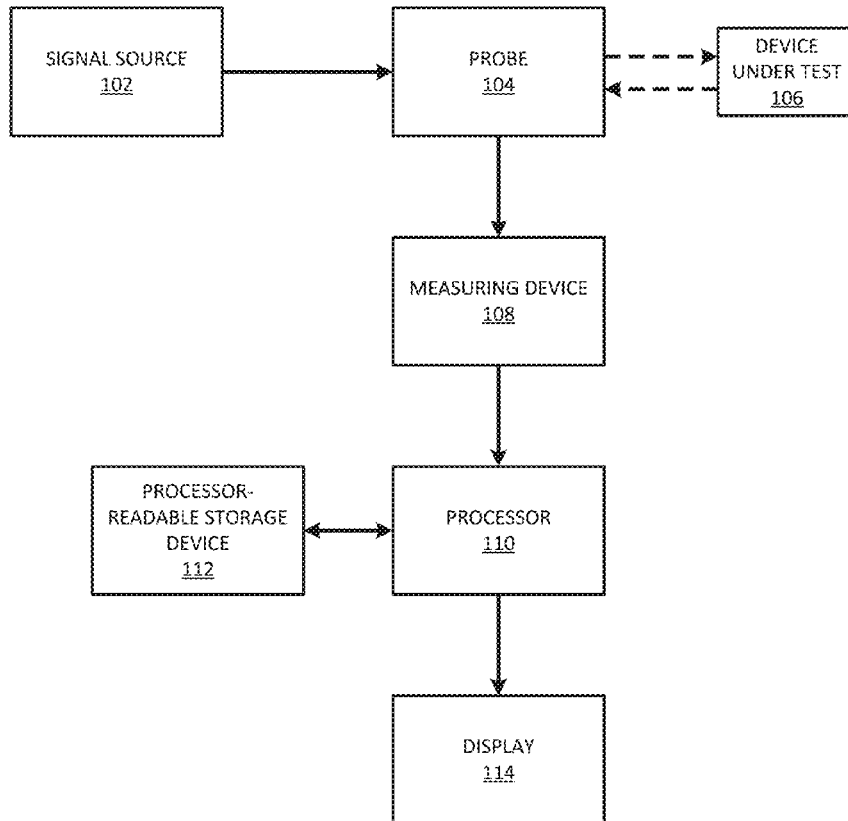 SIGNAL SOURCE
102
PROBE
104
DEVICE
UNDER TEST
106
MEASURING DEVICE
108
PROCESSOR-
READABLE STORAGE
DEVICE
112
PROCESSOR
110
DISPLAY
114